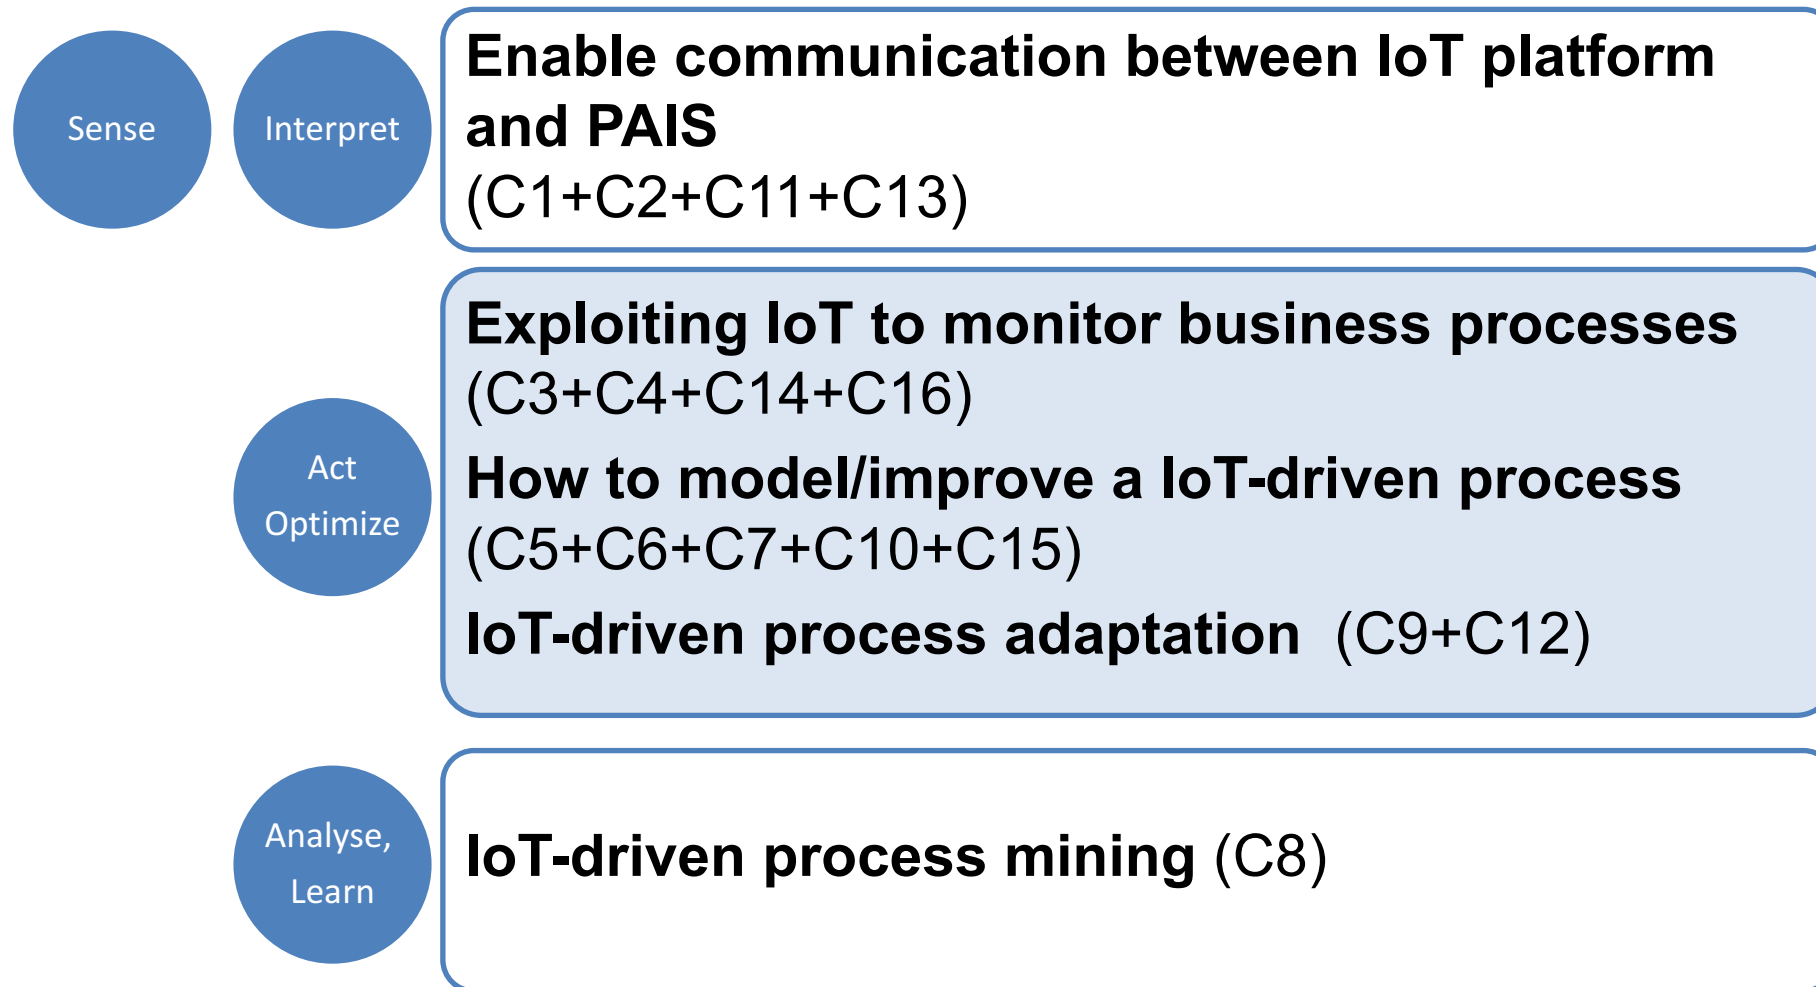 Sense
Interpret
Enable communication between IoT platform
and PAIS
(C1+C2+C11+C13)
Act
Optimize
Exploiting IoT to monitor business processes
(C3+C4+C14+C16)
How to model/improve a IoT-driven process
(C5+C6+C7+C10+C15)
IoT-driven process adaptation (C9+C12)
Analyse,
Learn
IoT-driven process mining (C8)